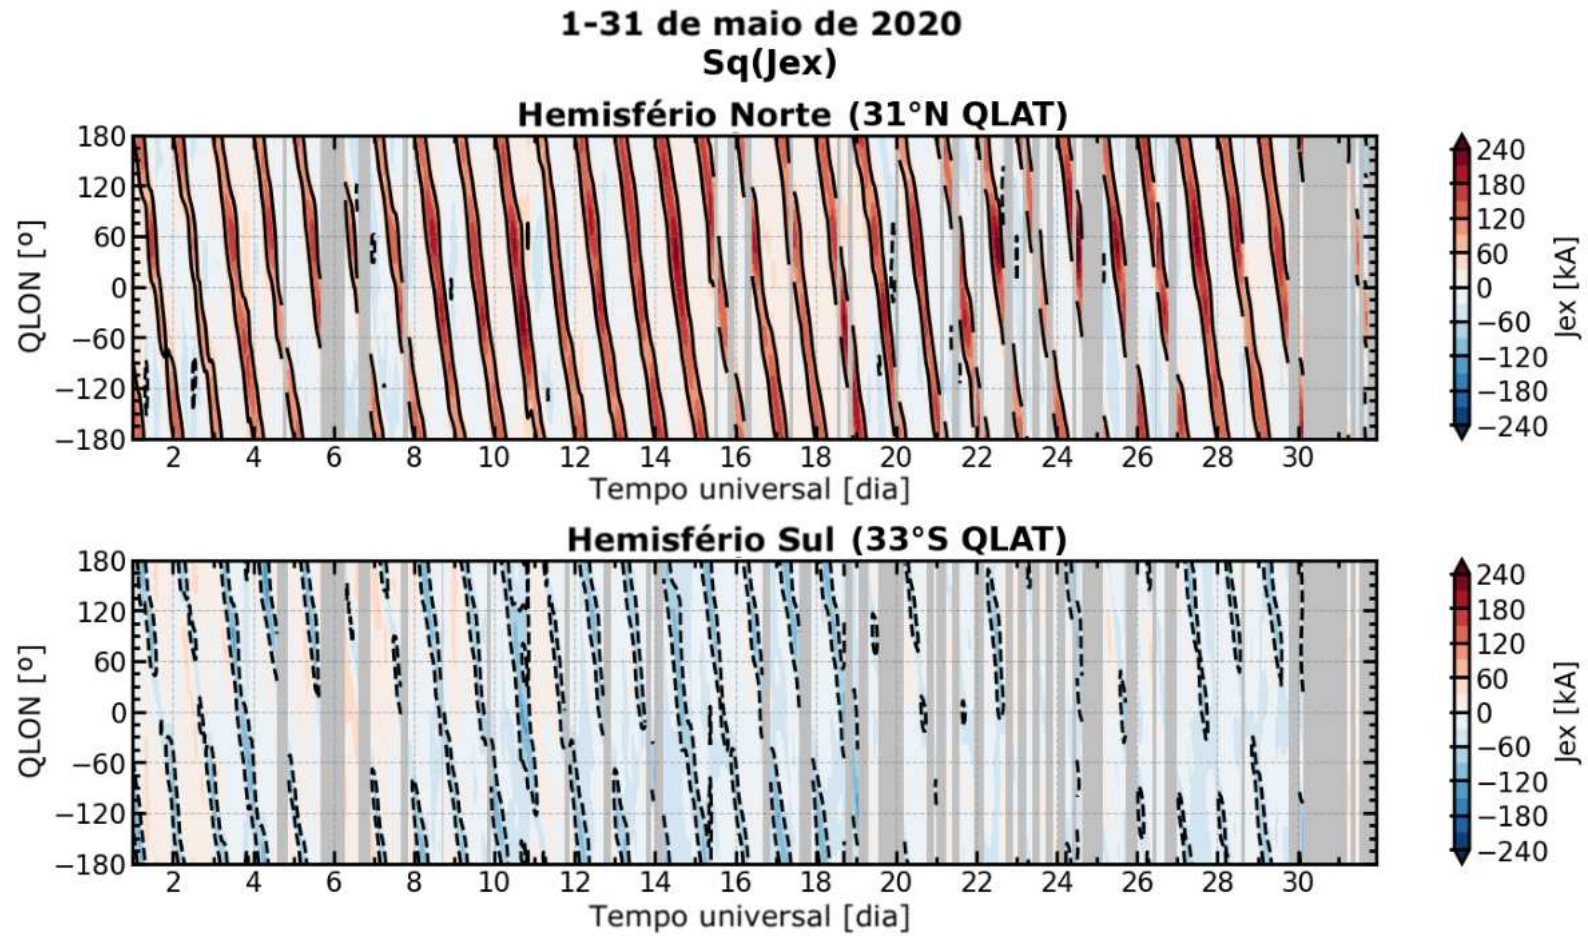 1-31 de maio de 2020
Sq(Jex)
Hemisfério Norte (31°N QLAT)
180
120
60
0
−60
−120
−180
QLON [º]
2 4 6 8 10 12 14 16 18 20 22 24 26 28 30
Tempo universal [dia]
240
180
120
60
0
−60
−120
−180
−240
Jex [kA]
Hemisfério Sul (33°S QLAT)
180
120
60
0
−60
−120
−180
QLON [º]
2 4 6 8 10 12 14 16 18 20 22 24 26 28 30
Tempo universal [dia]
240
180
120
60
0
−60
−120
−180
−240
Jex [kA]